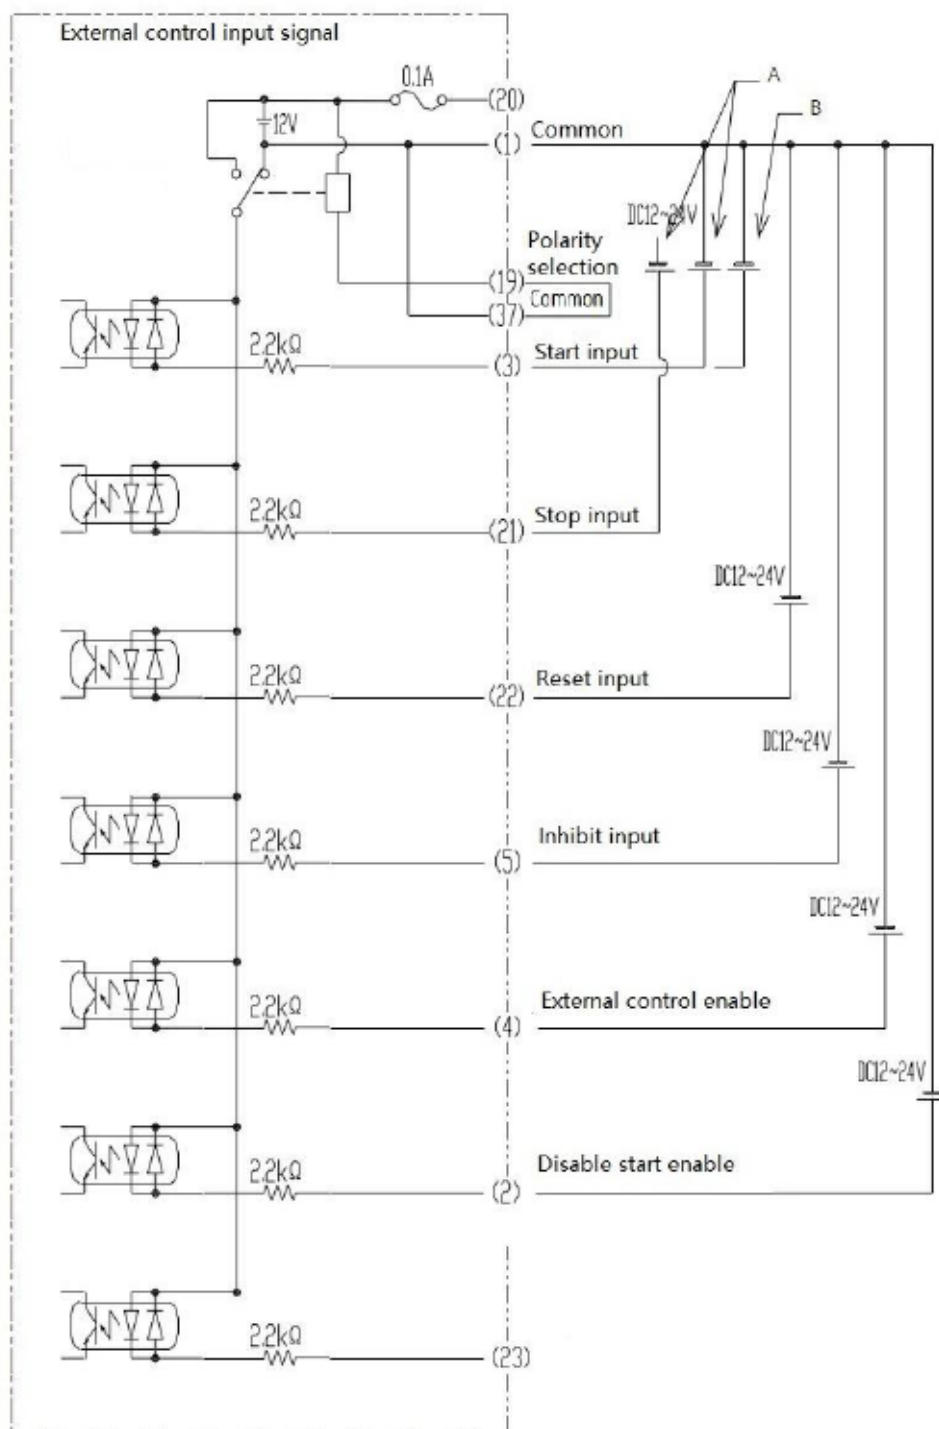 External control input signal
0.1A
(20)
A
12V
(1) Common
B
DC12~24V
Polarity
selection
(19)
Common
(37)
2.2kΩ
(3) Start input
2.2kΩ
(21) Stop input
DC12~24V
2.2kΩ
(22) Reset input
DC12~24V
2.2kΩ
(5) Inhibit input
DC12~24V
2.2kΩ
(4) External control enable
DC12~24V
2.2kΩ
(2) Disable start enable
2.2kΩ
(23)